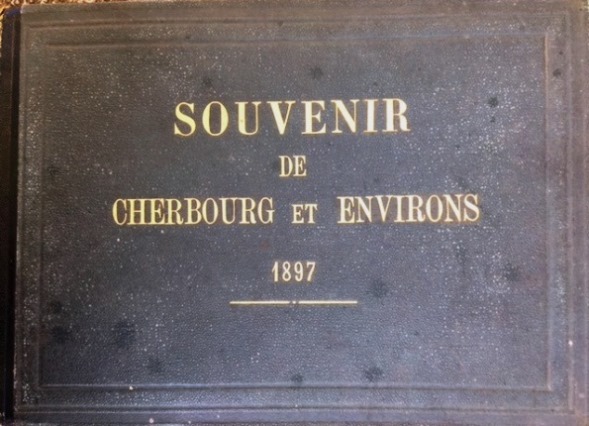 SOUVENIR
DE
CHERBOURG ET ENVIRONS
1897